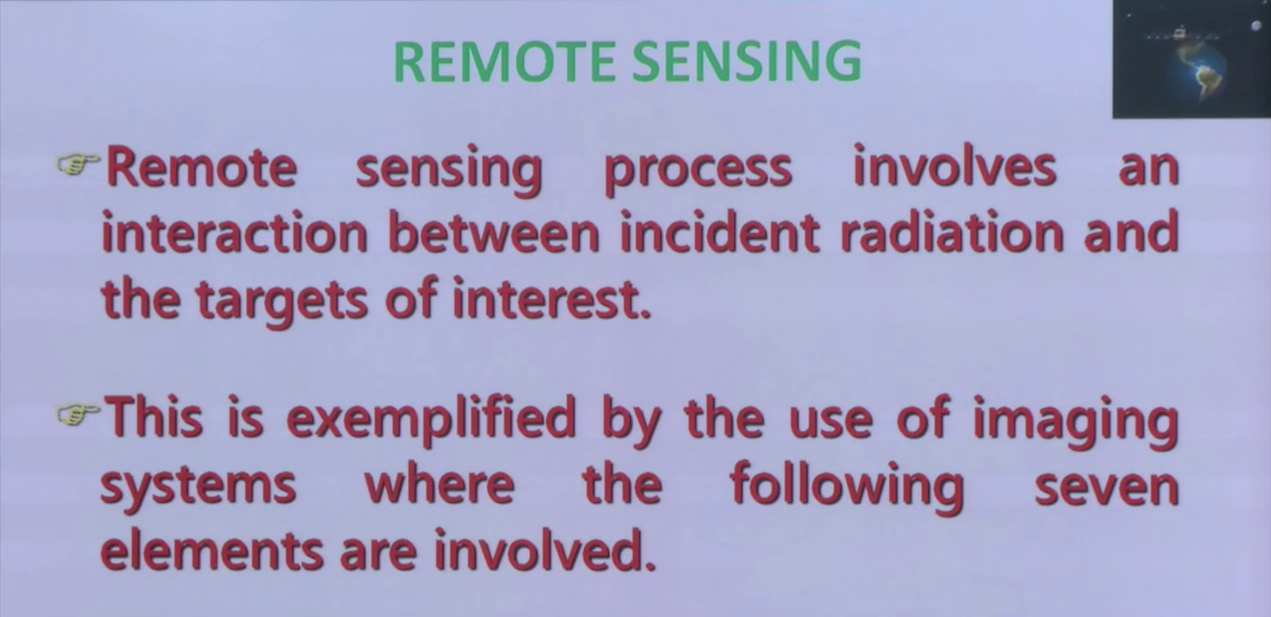 REMOTE SENSING
Remote sensing process involves an
interaction between incident radiation and
the targets of interest.
This is exemplified by the use of imaging
systems where the following seven
elements are involved.